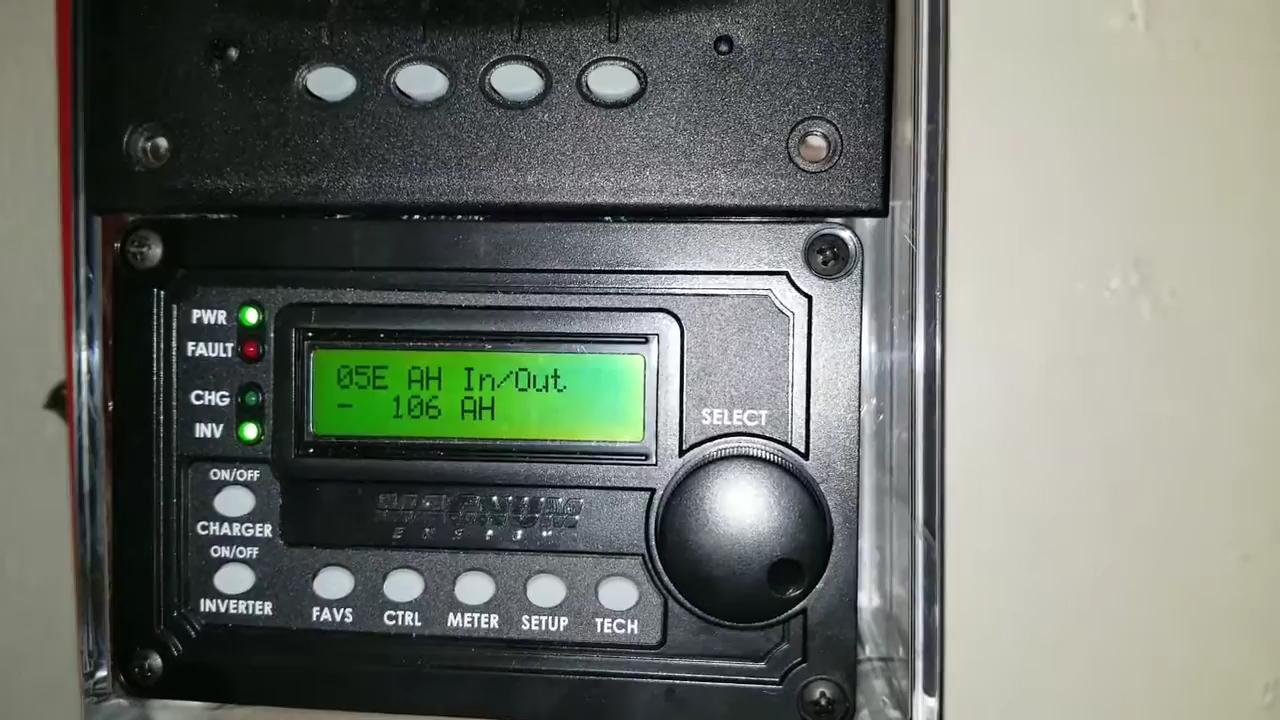 PWR
FAULT
CHG
INV
05E AH In/Out
-  106 AH
SELECT
ON/OFF
CHARGER
ON/OFF
INVERTER
FAVS
CTRL
METER
SETUP
TECH